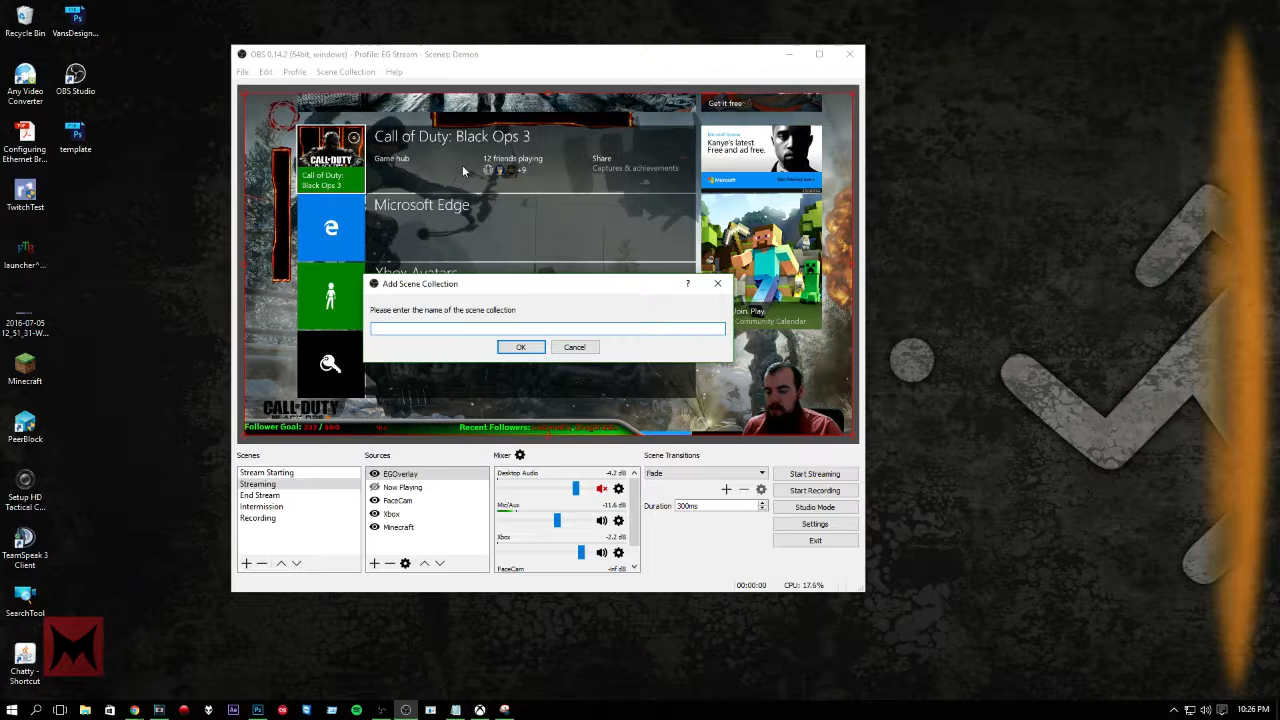 Recycle Bin
VansDesign...
Any Video
Converter
OBS Studio
Configuring
Ethernet Br...
template
TwitchTest
launcher^...
2016-07-05
12_51_31-W...
Minecraft
PeerBlock
Setup HD
Tactical C...
TeamSpeak 3
Client
SearchTool
Chatty -
Shortcut
OBS 0.14.2 (64bit, windows) - Profile: EG Stream - Scenes: Demon
File Edit Profile Scene Collection Help
Get it free
Call of Duty: Black Ops 3
Game hub
12 friends playing
+9
Share
Captures & achievements
CALL·DUTY
Call of Duty:
Black Ops 3
Kanye's latest.
Free and ad free.
Microsoft
Microsoft Edge
Xbox Avatars
Join. Play.
Community Calendar
Add Scene Collection
?
Please enter the name of the scene collection
OK
Cancel
CALL·DUTY
Follower Goal: 227 / 300
Recent Followers:
Scenes
Stream Starting
Streaming
End Stream
Intermission
Recording
Sources
EGOverlay
Now Playing
FaceCam
Xbox
Minecraft
Mixer
Desktop Audio -4.2 dB
Mic/Aux -11.6 dB
Xbox -2.2 dB
FaceCam -inf dB
Scene Transitions
Fade
Duration 300ms
Start Streaming
Start Recording
Studio Mode
Settings
Exit
00:00:00 CPU: 17.6%
10:26 PM